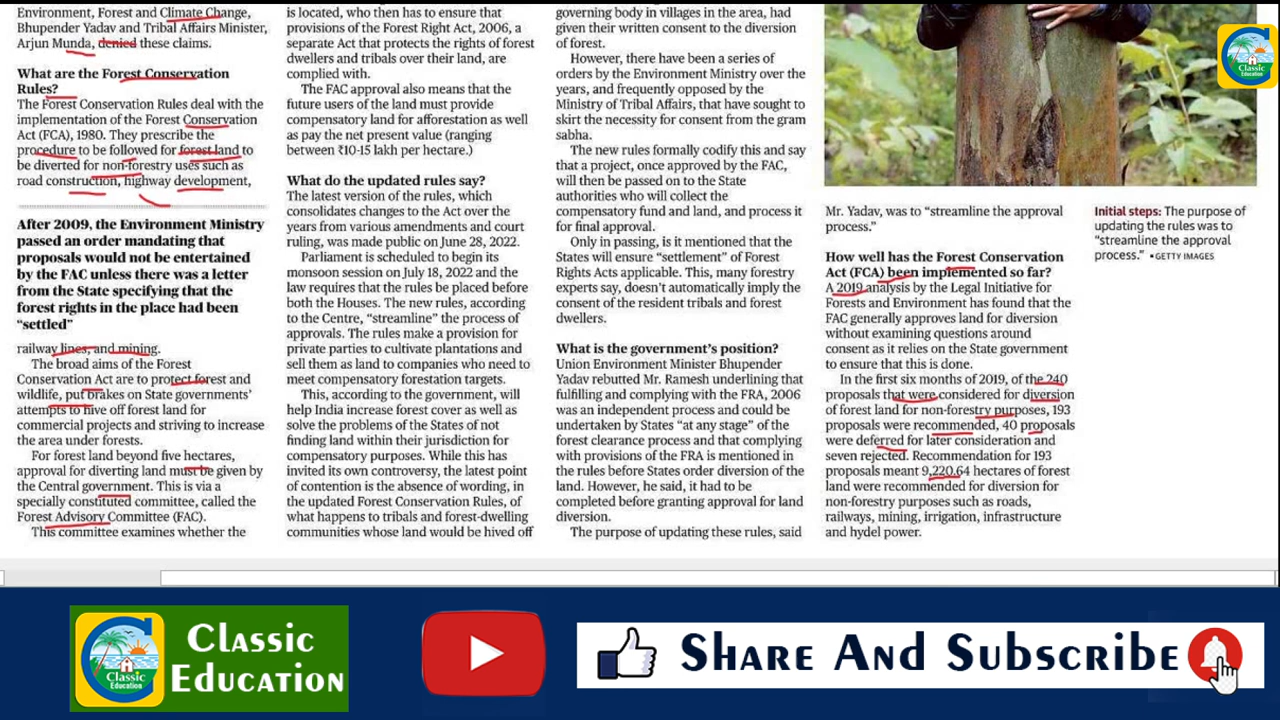 Environment, Forest and Climate Change,
Bhupender Yadav and Tribal Affairs Minister,
Arjun Munda, denied these claims.
What are the Forest Conservation
Rules?
The Forest Conservation Rules deal with the
implementation of the Forest Conservation
Act (FCA), 1980. They prescribe the
procedure to be followed for forest land to
be diverted for non-forestry uses such as
road construction, highway development,
After 2009, the Environment Ministry
passed an order mandating that
proposals would not be entertained
by the FAC unless there was a letter
from the State specifying that the
forest rights in the place had been
“settled”
railway lines, and mining.
The broad aims of the Forest
Conservation Act are to protect forest and
wildlife, put brakes on State governments’
attempts to hive off forest land for
commercial projects and striving to increase
the area under forests.
For forest land beyond five hectares,
approval for diverting land must be given by
the Central government. This is via a
specially constituted committee, called the
Forest Advisory Committee (FAC).
This committee examines whether the
is located, who then has to ensure that
provisions of the Forest Right Act, 2006, a
separate Act that protects the rights of forest
dwellers and tribals over their land, are
complied with.
The FAC approval also means that the
future users of the land must provide
compensatory land for afforestation as well
as pay the net present value (ranging
between ₹10-15 lakh per hectare.)
What do the updated rules say?
The latest version of the rules, which
consolidates changes to the Act over the
years from various amendments and court
ruling, was made public on June 28, 2022.
Parliament is scheduled to begin its
monsoon session on July 18, 2022 and the
law requires that the rules be placed before
both the Houses. The new rules, according
to the Centre, “streamline” the process of
approvals. The rules make a provision for
private parties to cultivate plantations and
sell them as land to companies who need to
meet compensatory forestation targets.
This, according to the government, will
help India increase forest cover as well as
solve the problems of the States of not
finding land within their jurisdiction for
compensatory purposes. While this has
invited its own controversy, the latest point
of contention is the absence of wording, in
the updated Forest Conservation Rules, of
what happens to tribals and forest-dwelling
communities whose land would be hived off
governing body in villages in the area, had
given their written consent to the diversion
of forest.
However, there have been a series of
orders by the Environment Ministry over the
years, and frequently opposed by the
Ministry of Tribal Affairs, that have sought to
skirt the necessity for consent from the gram
sabha.
The new rules formally codify this and say
that a project, once approved by the FAC,
will then be passed on to the State
authorities who will collect the
compensatory fund and land, and process it
for final approval.
Only in passing, is it mentioned that the
States will ensure “settlement” of Forest
Rights Acts applicable. This, many forestry
experts say, doesn’t automatically imply the
consent of the resident tribals and forest
dwellers.
What is the government’s position?
Union Environment Minister Bhupender
Yadav rebutted Mr. Ramesh underlining that
fulfilling and complying with the FRA, 2006
was an independent process and could be
undertaken by States “at any stage” of the
forest clearance process and that complying
with provisions of the FRA is mentioned in
the rules before States order diversion of the
land. However, he said, it had to be
completed before granting approval for land
diversion.
The purpose of updating these rules, said
Mr. Yadav, was to “streamline the approval
process.”
How well has the Forest Conservation
Act (FCA) been implemented so far?
A 2019 analysis by the Legal Initiative for
Forests and Environment has found that the
FAC generally approves land for diversion
without examining questions around
consent as it relies on the State government
to ensure that this is done.
In the first six months of 2019, of the 240
proposals that were considered for diversion
of forest land for non-forestry purposes, 193
proposals were recommended, 40 proposals
were deferred for later consideration and
seven rejected. Recommendation for 193
proposals meant 9,220.64 hectares of forest
land were recommended for diversion for
non-forestry purposes such as roads,
railways, mining, irrigation, infrastructure
and hydel power.
Initial steps: The purpose of
updating the rules was to
“streamline the approval
process.” • GETTY IMAGES
Classic
Education
Classic
Education
Classic
Education
Share And Subscribe